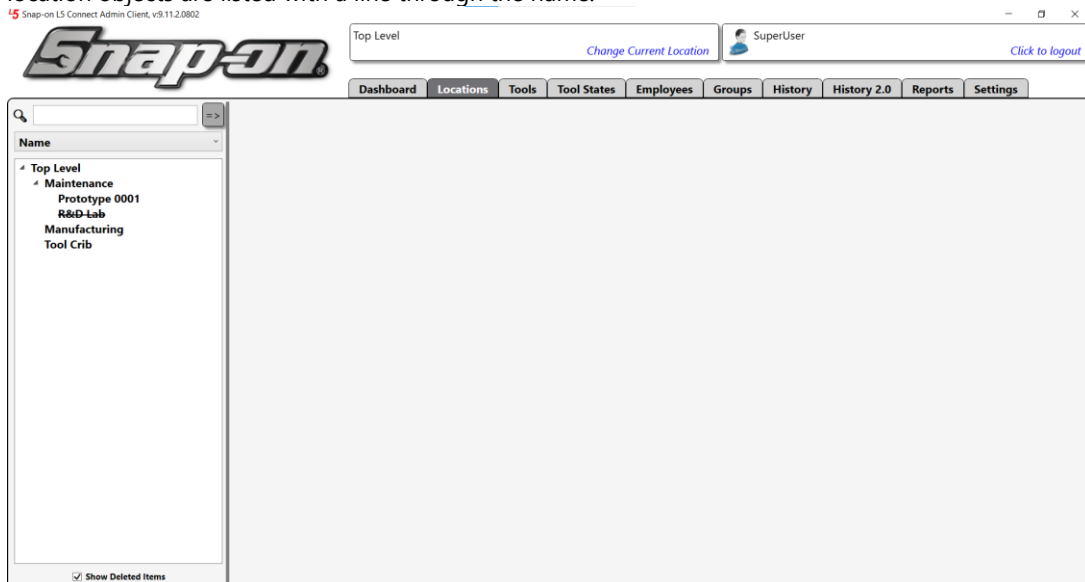 location objects are listed with a line through the name.
L5 Snap-on L5 Connect Admin Client, v:9.11.2.0802
Snap-on®
Top Level
Change Current Location
SuperUser
Click to logout
Dashboard Locations Tools Tool States Employees Groups History History 2.0 Reports Settings
=>
Name
Top Level
Maintenance
Prototype 0001
R&D Lab
Manufacturing
Tool Crib
Show Deleted Items